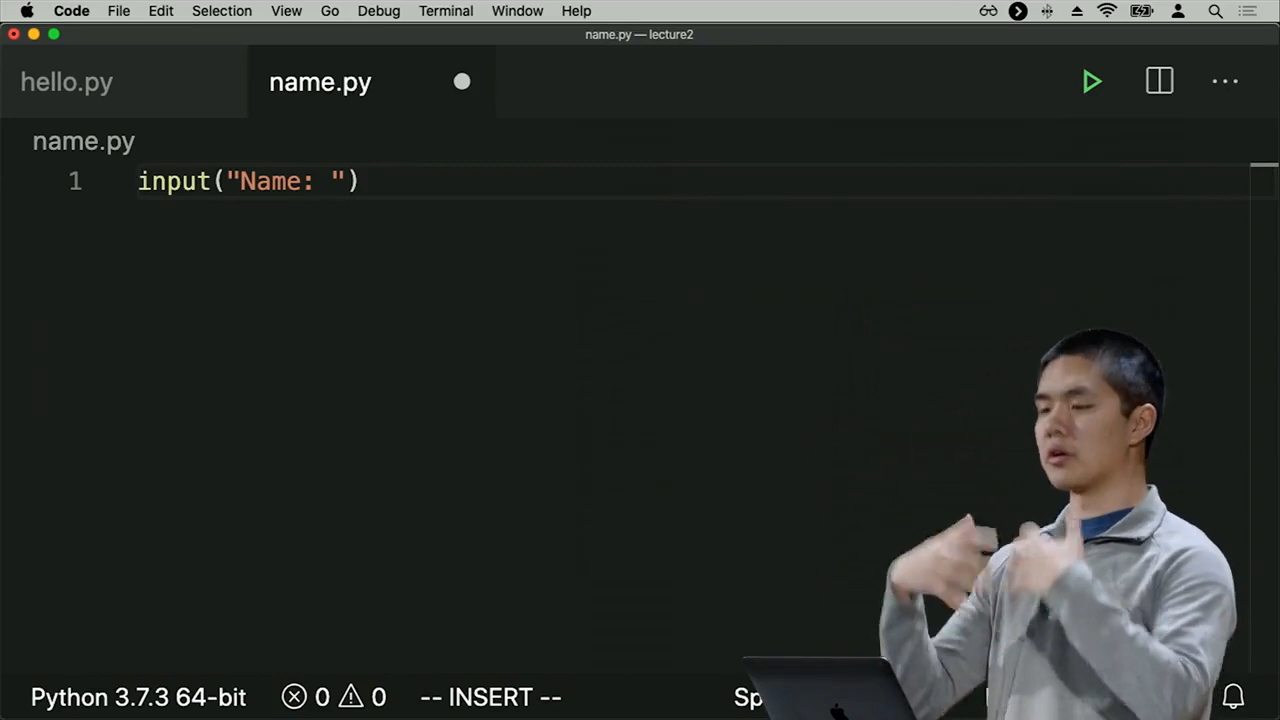 Code File Edit Selection View Go Debug Terminal Window Help
name.py — lecture2
hello.py name.py
name.py
1 input("Name: ")
Python 3.7.3 64-bit 0 0 -- INSERT -- Sp